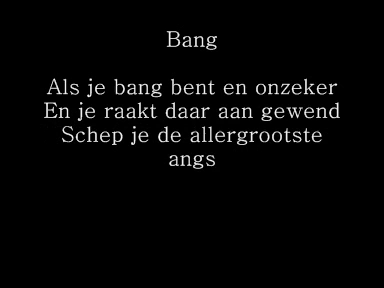 Bang
Als je bang bent en onzeker
En je raakt daar aan gewend
Schep je de allergrootste
angs